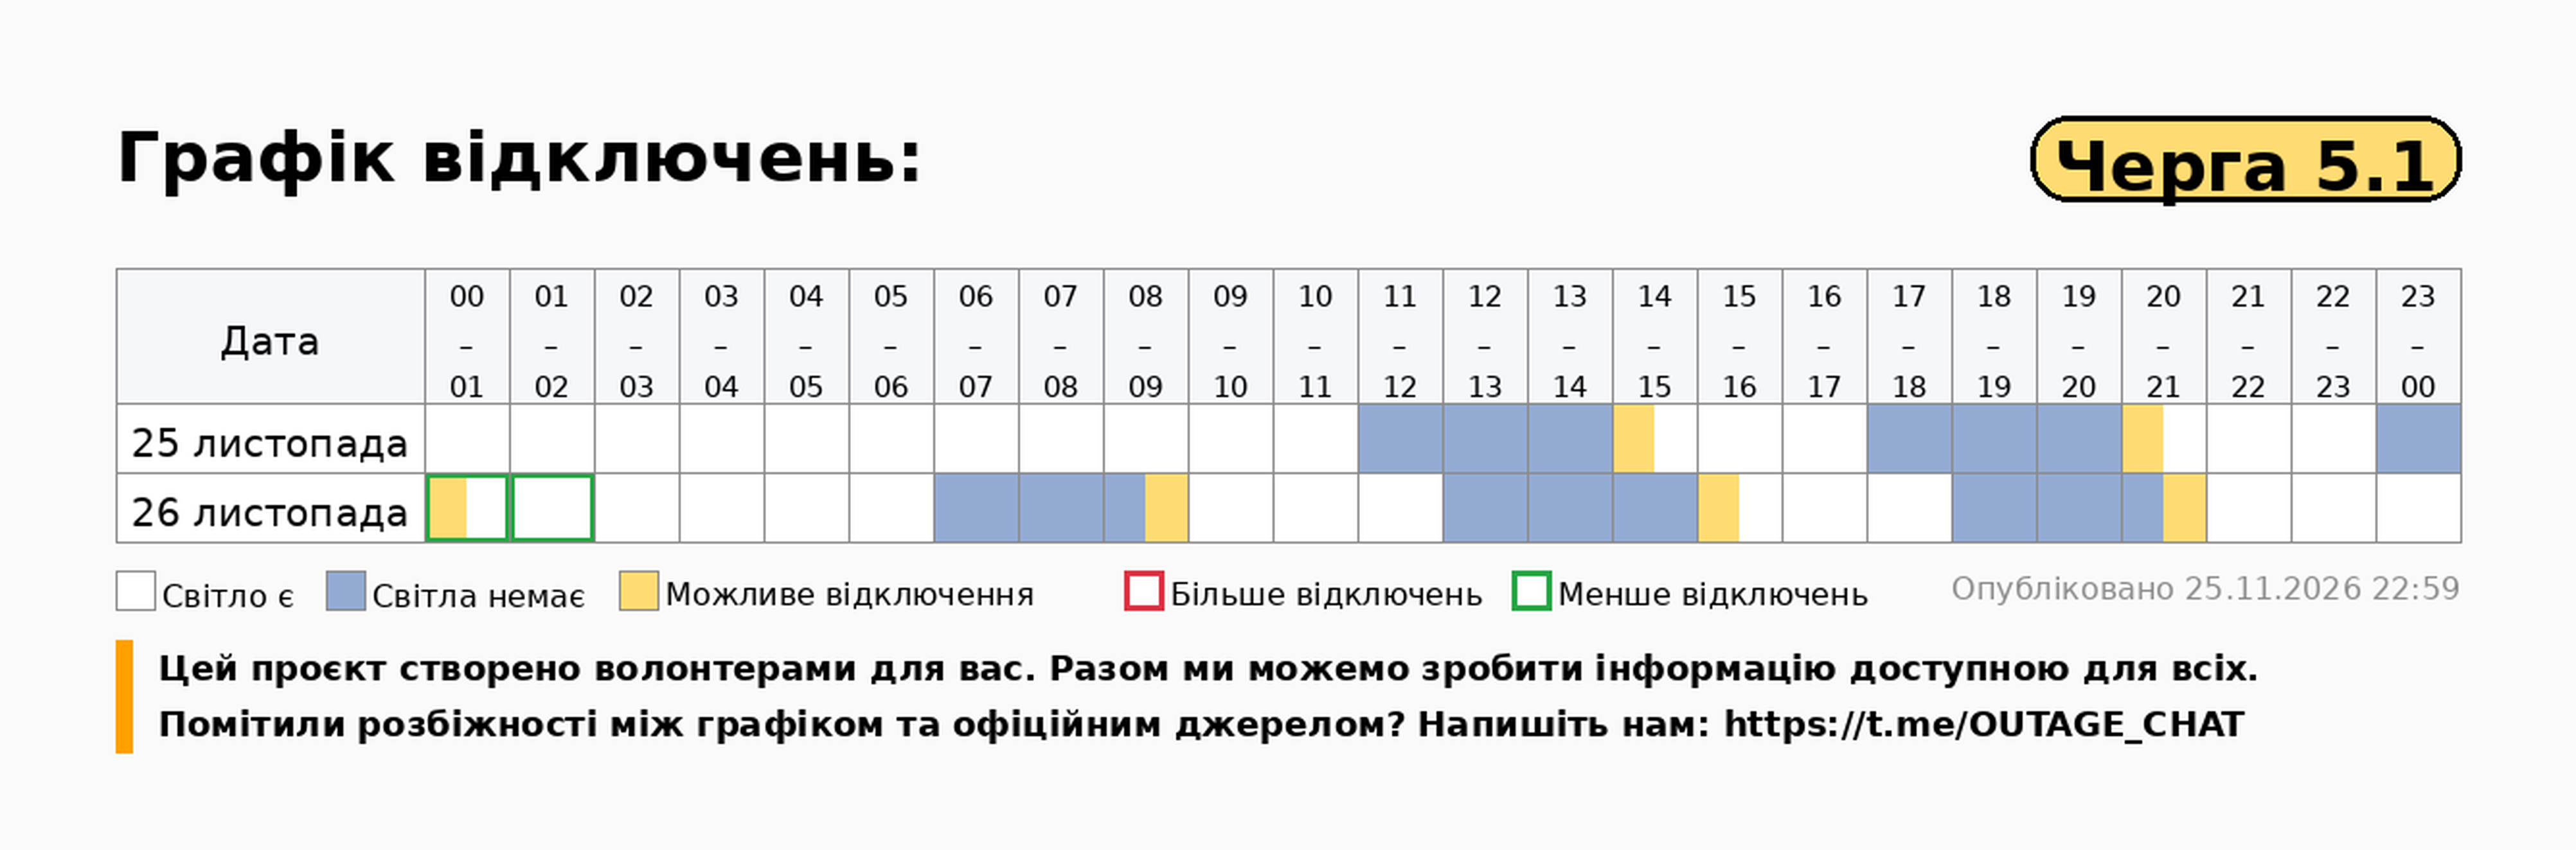 Графік відключень:
Черга 5.1
Дата
00 – 01
01 – 02
02 – 03
03 – 04
04 – 05
05 – 06
06 – 07
07 – 08
08 – 09
09 – 10
10 – 11
11 – 12
12 – 13
13 – 14
14 – 15
15 – 16
16 – 17
17 – 18
18 – 19
19 – 20
20 – 21
21 – 22
22 – 23
23 – 00
25 листопада
26 листопада
Світло є
Світла немає
Можливе відключення
Більше відключень
Менше відключень
Опубліковано 25.11.2026 22:59
Цей проєкт створено волонтерами для вас. Разом ми можемо зробити інформацію доступною для всіх.
Помітили розбіжності між графіком та офіційним джерелом? Напишіть нам: https://t.me/OUTAGE_CHAT